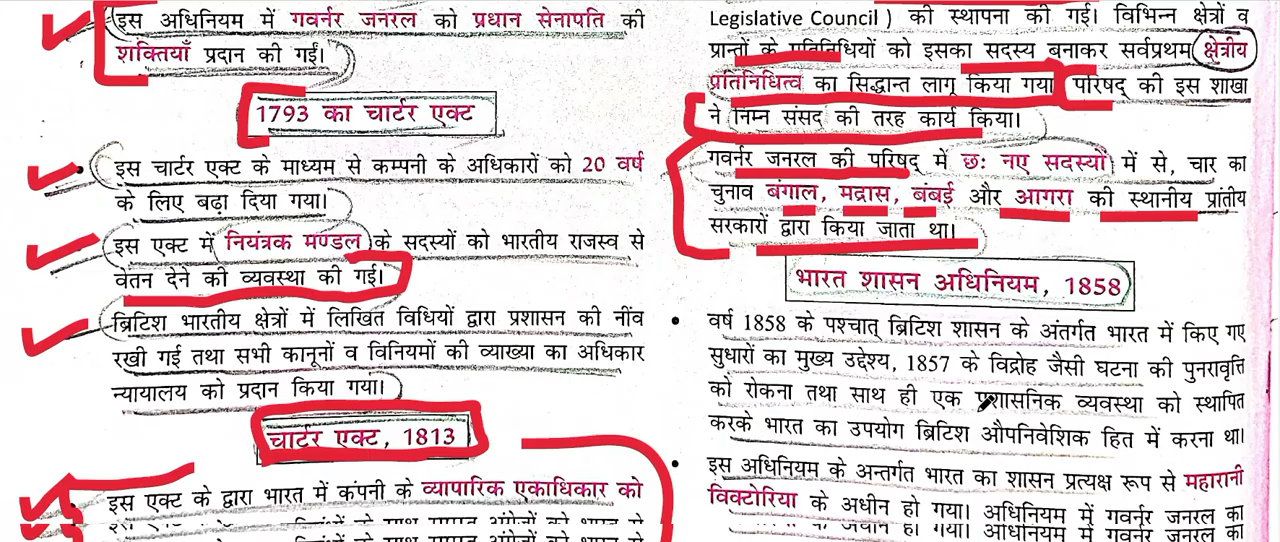 इस अधिनियम में गवर्नर जनरल को प्रधान सेनापति की
शक्तियाँ प्रदान की गईं।
1793 का चार्टर एक्ट
• इस चार्टर एक्ट के माध्यम से कम्पनी के अधिकारों को 20 वर्ष
के लिए बढ़ा दिया गया।
इस एक्ट में नियंत्रक मण्डल के सदस्यों को भारतीय राजस्व से
वेतन देने की व्यवस्था की गई।
ब्रिटिश भारतीय क्षेत्रों में लिखित विधियों द्वारा प्रशासन की नींव
रखी गई तथा सभी कानूनों व विनियमों की व्याख्या का अधिकार
न्यायालय को प्रदान किया गया।
चार्टर एक्ट, 1813
इस एक्ट के द्वारा भारत में कंपनी के व्यापारिक एकाधिकार को
Legislative Council ) की स्थापना की गई। विभिन्न क्षेत्रों व
प्रान्तों के प्रतिनिधियों को इसका सदस्य बनाकर सर्वप्रथम क्षेत्रीय
प्रतिनिधित्व का सिद्धान्त लागू किया गया परिषद् की इस शाखा
ने निम्न संसद की तरह कार्य किया।
गवर्नर जनरल की परिषद् में छः नए सदस्यों में से, चार का
चुनाव बंगाल, मद्रास, बंबई और आगरा की स्थानीय प्रांतीय
सरकारों द्वारा किया जाता था।
भारत शासन अधिनियम, 1858
• वर्ष 1858 के पश्चात् ब्रिटिश शासन के अंतर्गत भारत में किए गए
सुधारों का मुख्य उद्देश्य, 1857 के विद्रोह जैसी घटना की पुनरावृत्ति
को रोकना तथा साथ ही एक प्रशासनिक व्यवस्था को स्थापित
करके भारत का उपयोग ब्रिटिश औपनिवेशिक हित में करना था।
• इस अधिनियम के अन्तर्गत भारत का शासन प्रत्यक्ष रूप से महारानी
विक्टोरिया के अधीन हो गया। अधिनियम में गवर्नर जनरल का